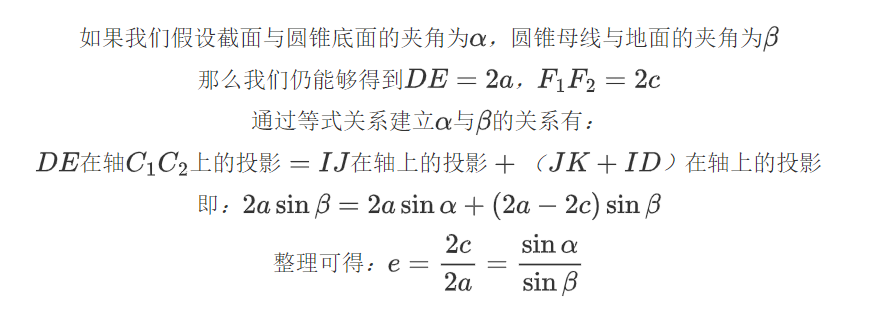 如果我们假设截面与圆锥底面的夹角为α，圆锥母线与地面的夹角为β
那么我们仍能够得到DE = 2a，F₁F₂ = 2c
通过等式关系建立α与β的关系有：
DE在轴C₁C₂上的投影 = IJ在轴上的投影 + （JK + ID）在轴上的投影
即：2a sin β = 2a sin α + (2a − 2c) sin β
整理可得：e = 2c/2a = sin α/sin β